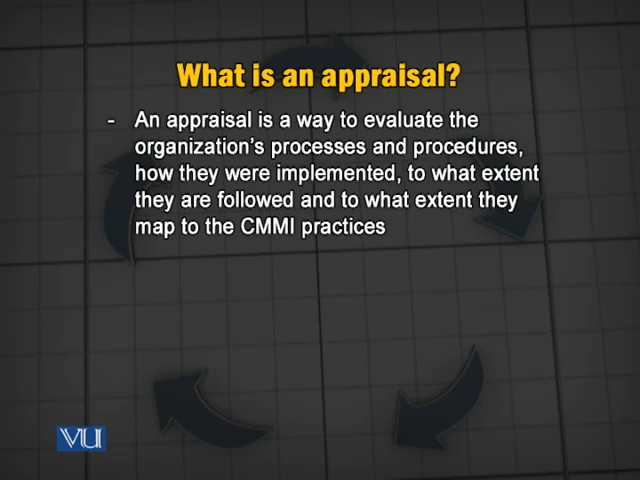 What is an appraisal?
- An appraisal is a way to evaluate the
organization's processes and procedures,
how they were implemented, to what extent
they are followed and to what extent they
map to the CMMI practices
VU